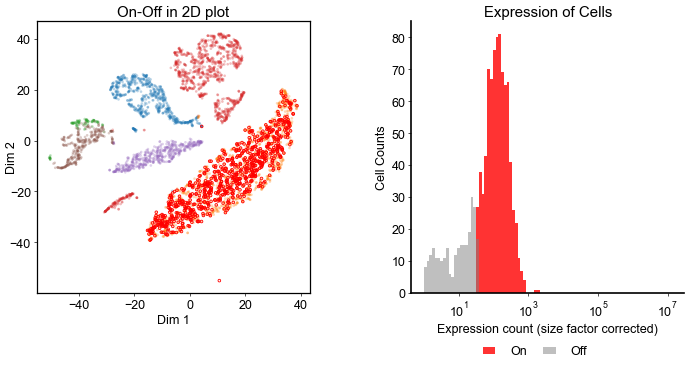 On-Off in 2D plot
40
20
0
−20
−40
Dim 2
−40 −20 0 20 40
Dim 1
Expression of Cells
80
70
60
50
40
30
20
10
0
Cell Counts
10^1 10^3 10^5 10^7
Expression count (size factor corrected)
On Off